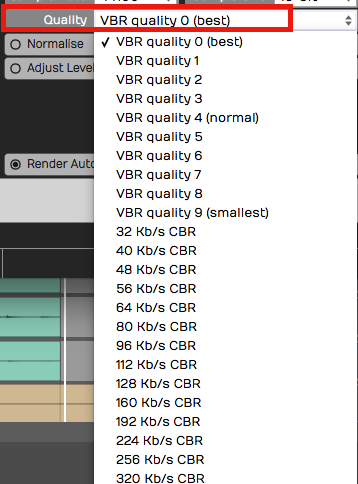 Quality VBR quality 0 (best)
Normalise
Adjust Level
Render Auto
✓ VBR quality 0 (best)
VBR quality 1
VBR quality 2
VBR quality 3
VBR quality 4 (normal)
VBR quality 5
VBR quality 6
VBR quality 7
VBR quality 8
VBR quality 9 (smallest)
32 Kb/s CBR
40 Kb/s CBR
48 Kb/s CBR
56 Kb/s CBR
64 Kb/s CBR
80 Kb/s CBR
96 Kb/s CBR
112 Kb/s CBR
128 Kb/s CBR
160 Kb/s CBR
192 Kb/s CBR
224 Kb/s CBR
256 Kb/s CBR
320 Kb/s CBR